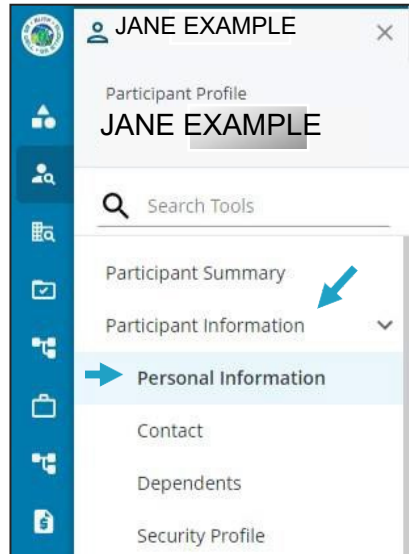 JANE EXAMPLE
Participant Profile
JANE EXAMPLE
Search Tools
Participant Summary
Participant Information
Personal Information
Contact
Dependents
Security Profile